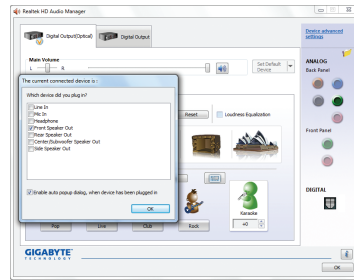 Realtek HD Audio Manager
Digital Output(Optical)
Digital Output
Device advanced
settings
Main Volume
L
R
Set Default
Device
ANALOG
Back Panel
The current connected device is :
Which device did you plug in?
Line In
Mic In
Headphone
Front Speaker Out
Rear Speaker Out
Center/Subwoofer Speaker Out
Side Speaker Out
Enable auto popup dialog, when device has been plugged in
OK
Reset
Loudness Equalization
Front Panel
DIGITAL
Karaoke
Pop
Live
Club
Rock
+0
GIGABYTE
TECHNOLOGY
OK